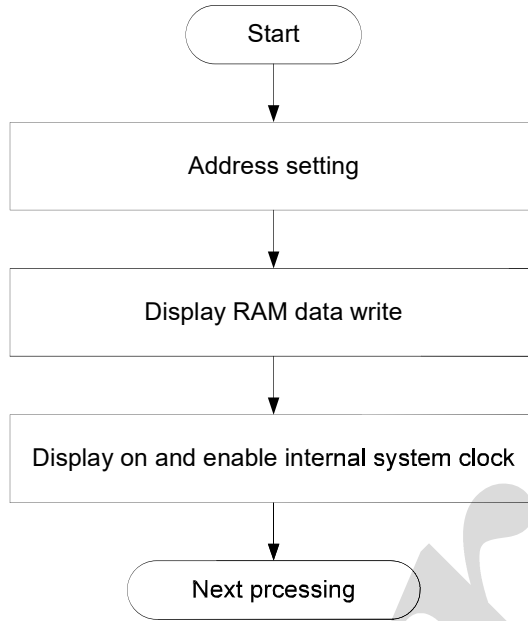 Start
Address setting
Display RAM data write
Display on and enable internal system clock
Next prcessing